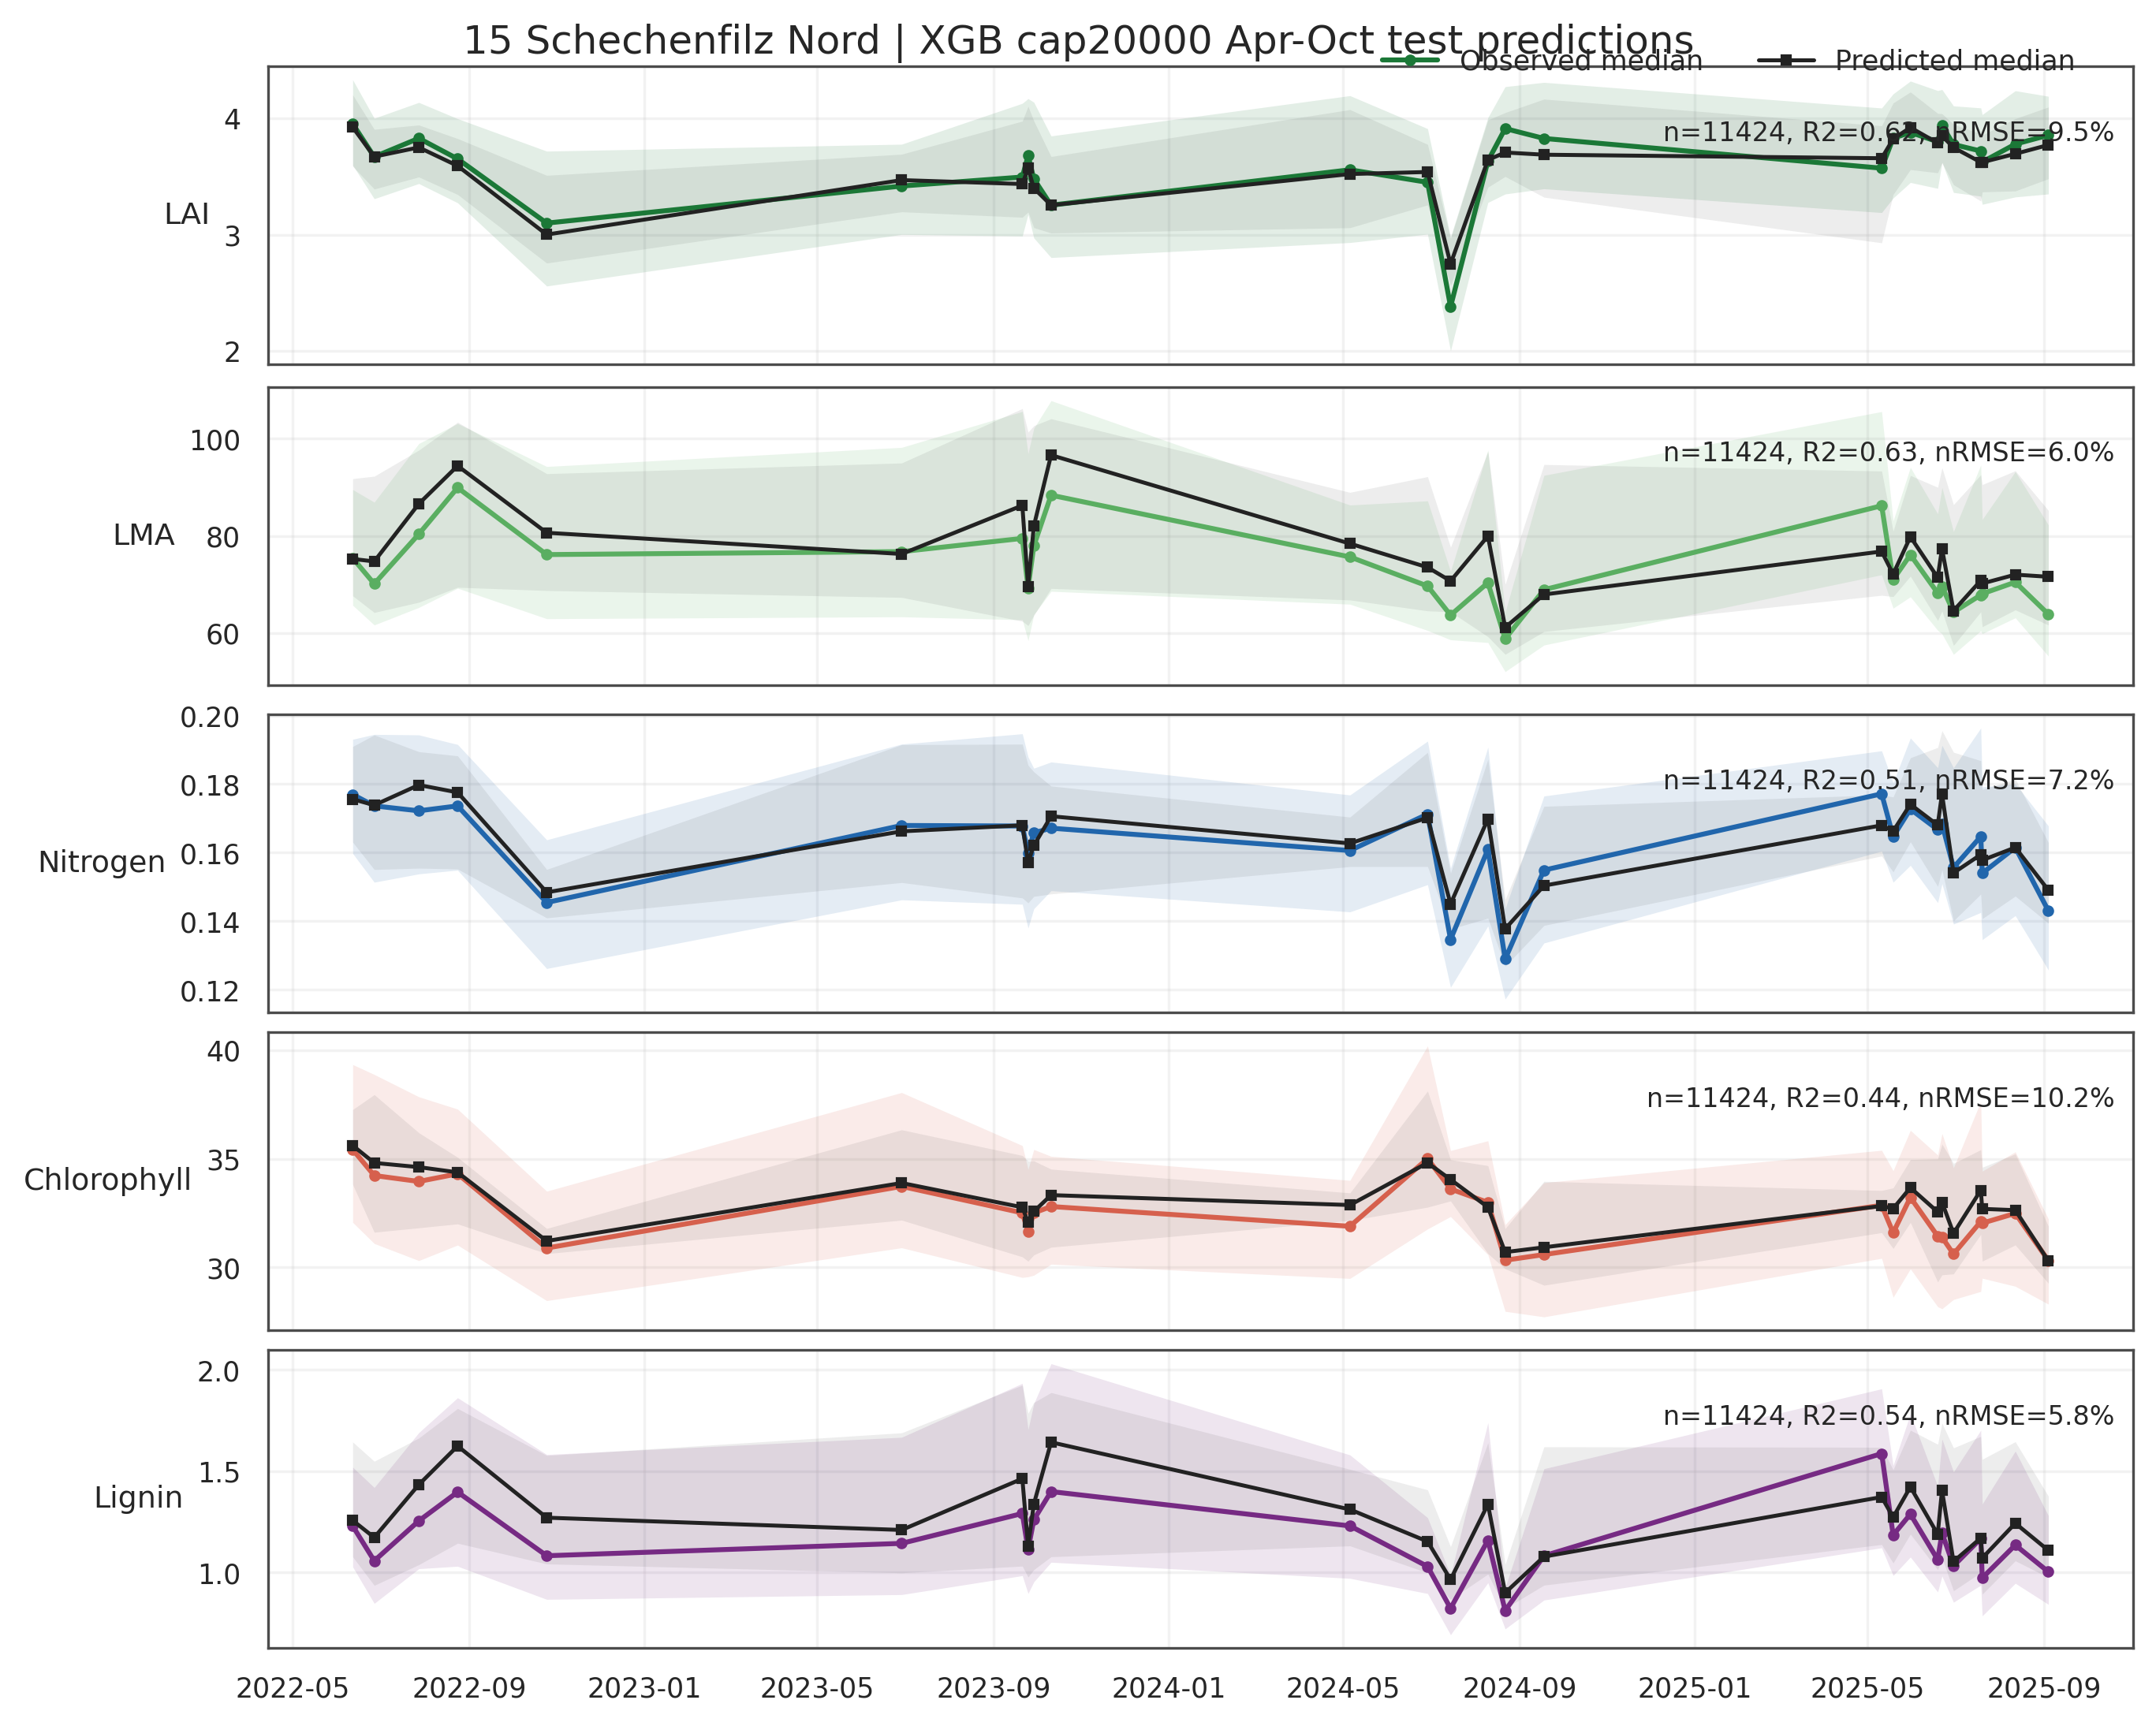 15 Schechenfilz Nord | XGB cap20000 Apr-Oct test predictions
Observed median
Predicted median
4
3
2
LAI
n=11424, R2=0.62, nRMSE=9.5%
100
80
60
LMA
n=11424, R2=0.63, nRMSE=6.0%
0.20
0.18
0.16
0.14
0.12
Nitrogen
n=11424, R2=0.51, nRMSE=7.2%
40
35
30
Chlorophyll
n=11424, R2=0.44, nRMSE=10.2%
2.0
1.5
1.0
Lignin
n=11424, R2=0.54, nRMSE=5.8%
2022-05 2022-09 2023-01 2023-05 2023-09 2024-01 2024-05 2024-09 2025-01 2025-05 2025-09